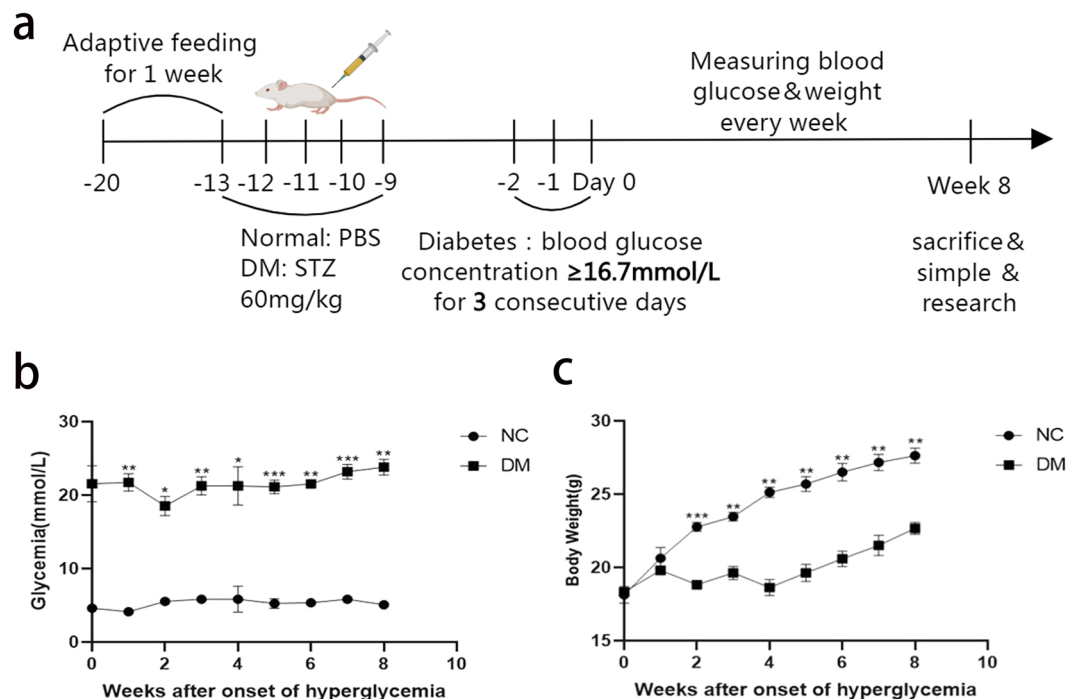 a
Adaptive feeding
for 1 week
Measuring blood
glouse&weight
every week
-20
-13 -12 -11 -10 -9
-2 -1 Day 0
Week 8
Normal: PBS
DM: STZ
60mg/kg
Diabetes : blood glucose
concentration ≥16.7mmol/L
for 3 consecutive days
sacrifice&
simple &
research
b
Glycemia(mmol/L)
30
20
10
0
** * ** * *** ** *** **
NC
DM
0 2 4 6 8 10
Weeks after onset of hyperglycemia
c
Body Weight(g)
30
25
20
15
*** ** ** ** ** ** **
NC
DM
0 2 4 6 8 10
Weeks after onset of hyperglycemia